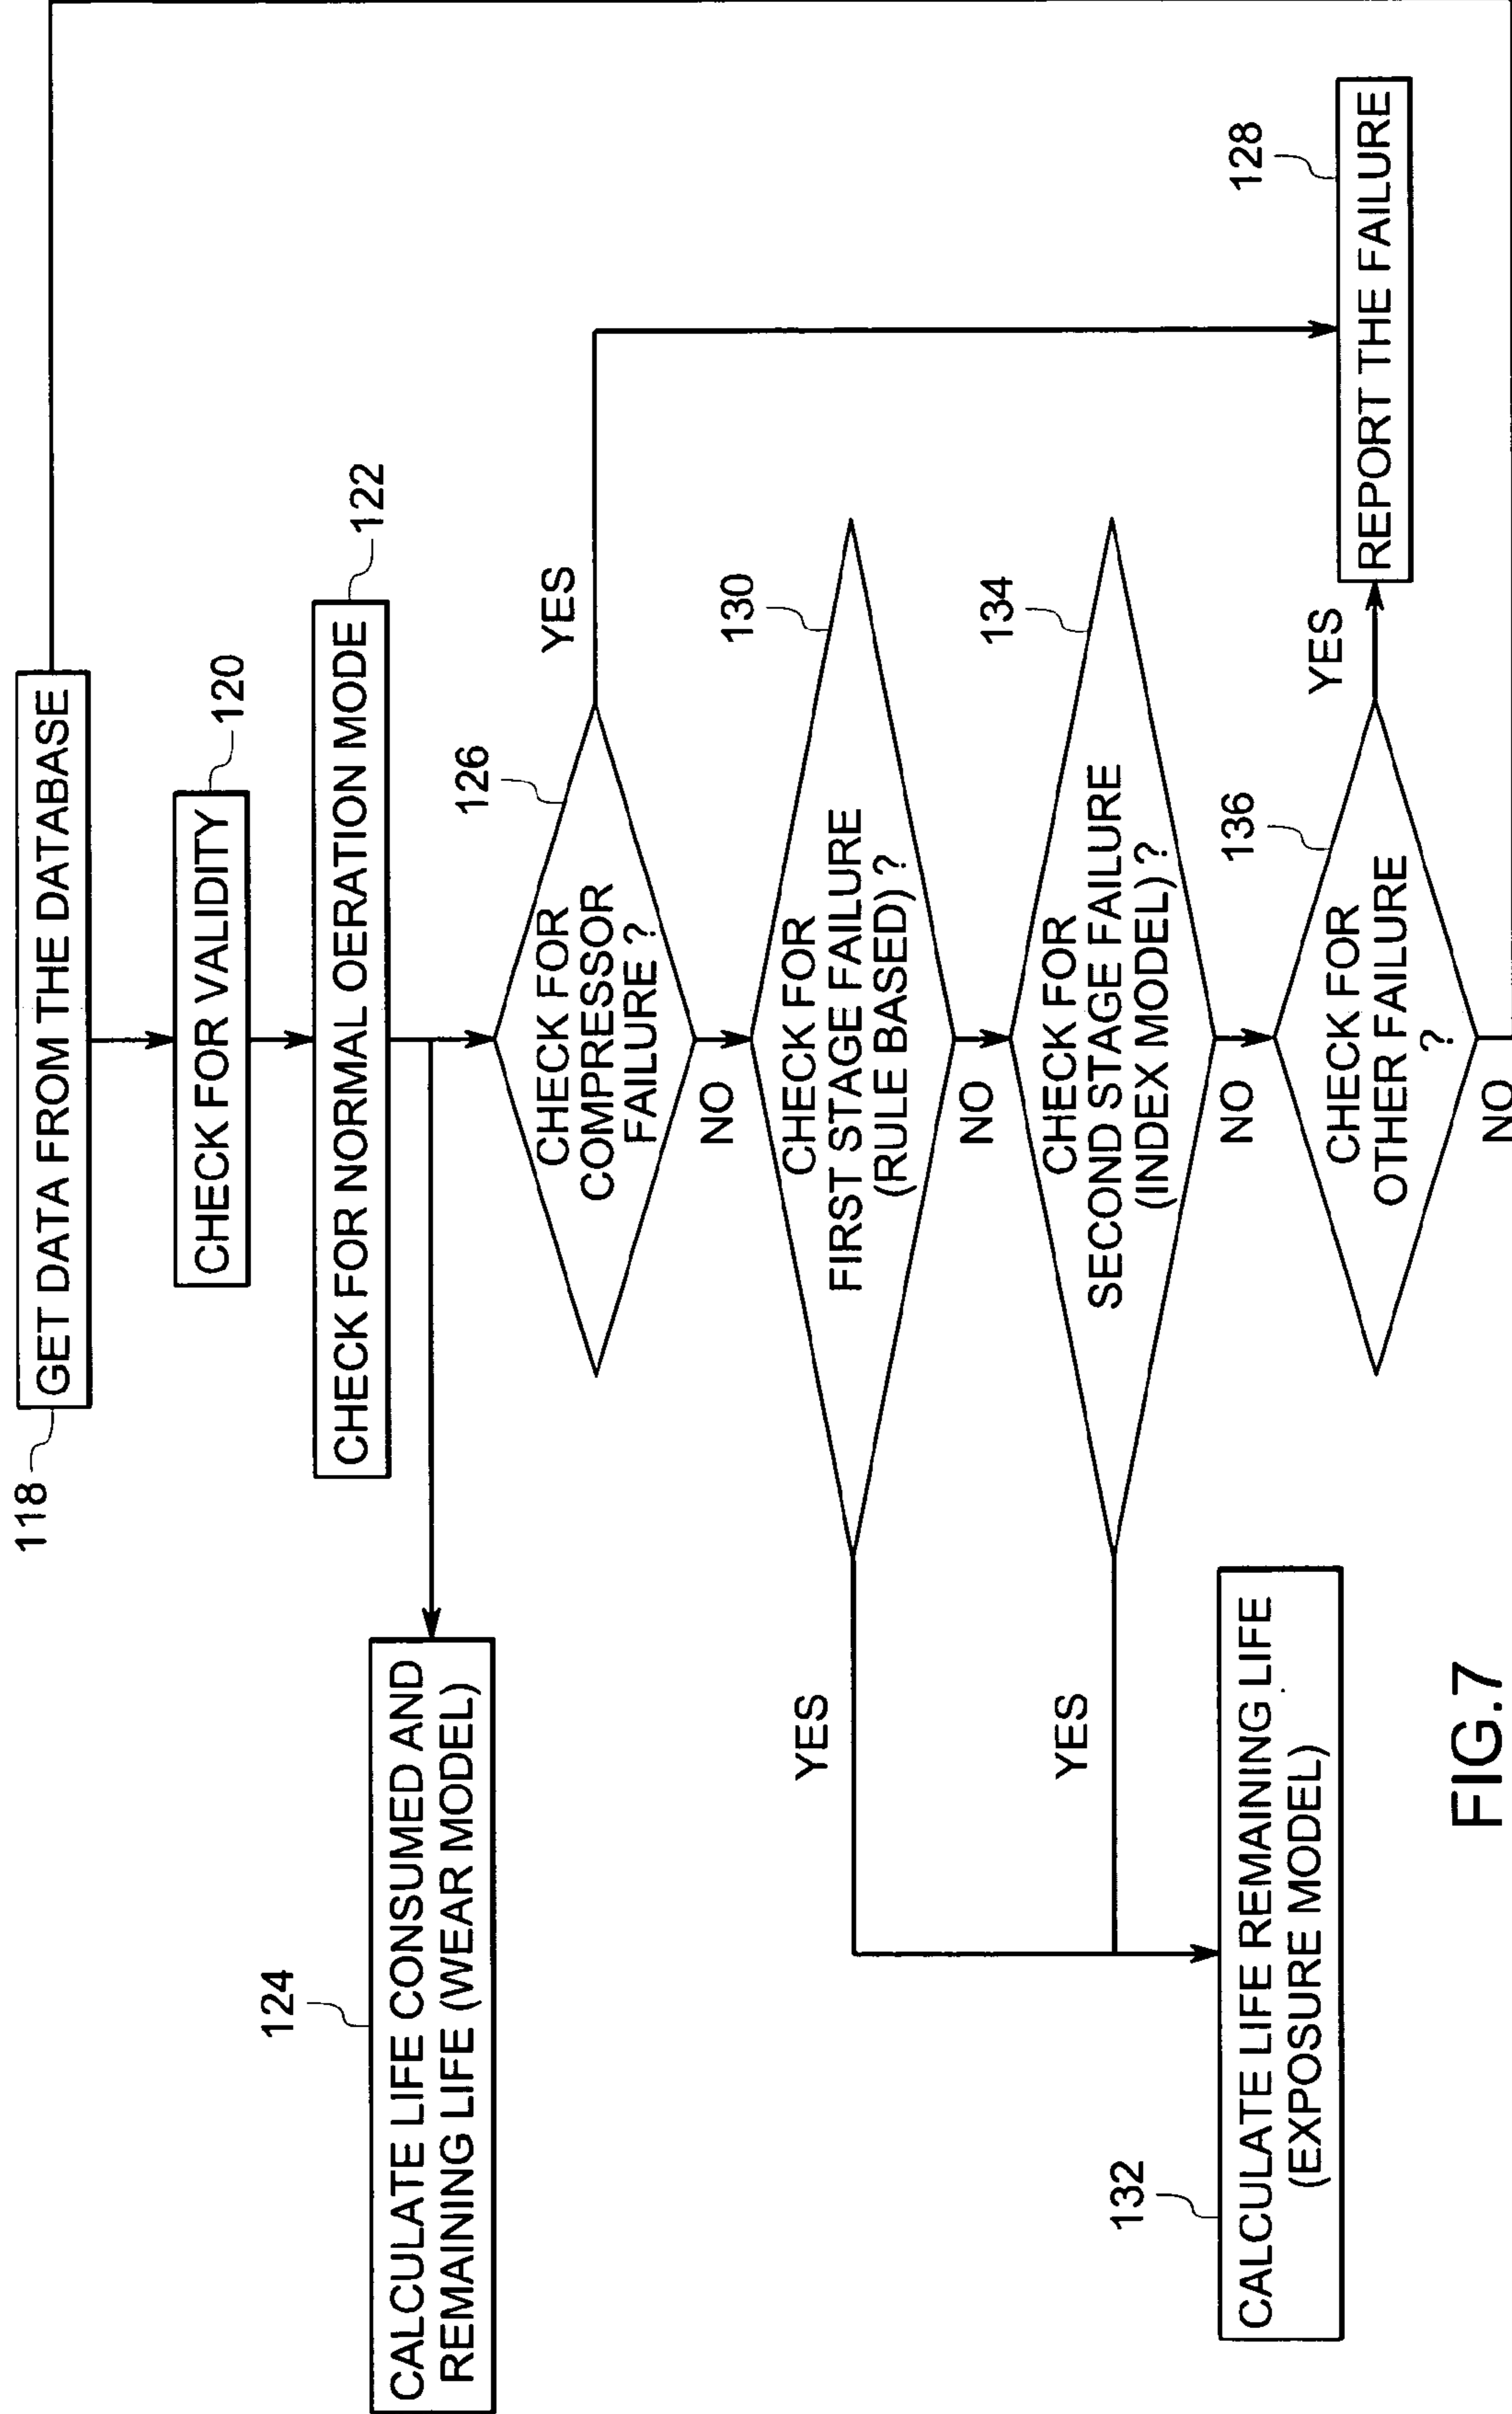 118
GET DATA FROM THE DATABASE
CHECK FOR VALIDITY
120
CHECK FOR NORMAL OERATION MODE
122
124
CALCULATE LIFE CONSUMED AND
REMAINING LIFE (WEAR MODEL)
126
CHECK FOR
COMPRESSOR
FAILURE ?
YES
NO
130
CHECK FOR
FIRST STAGE FAILURE
(RULE BASED) ?
YES
NO
134
CHECK FOR
SECOND STAGE FAILURE
(INDEX MODEL) ?
YES
NO
132
CALCULATE LIFE REMAINING LIFE
(EXPOSURE MODEL)
136
CHECK FOR
OTHER FAILURE
?
YES
NO
128
REPORT THE FAILURE
FIG.7